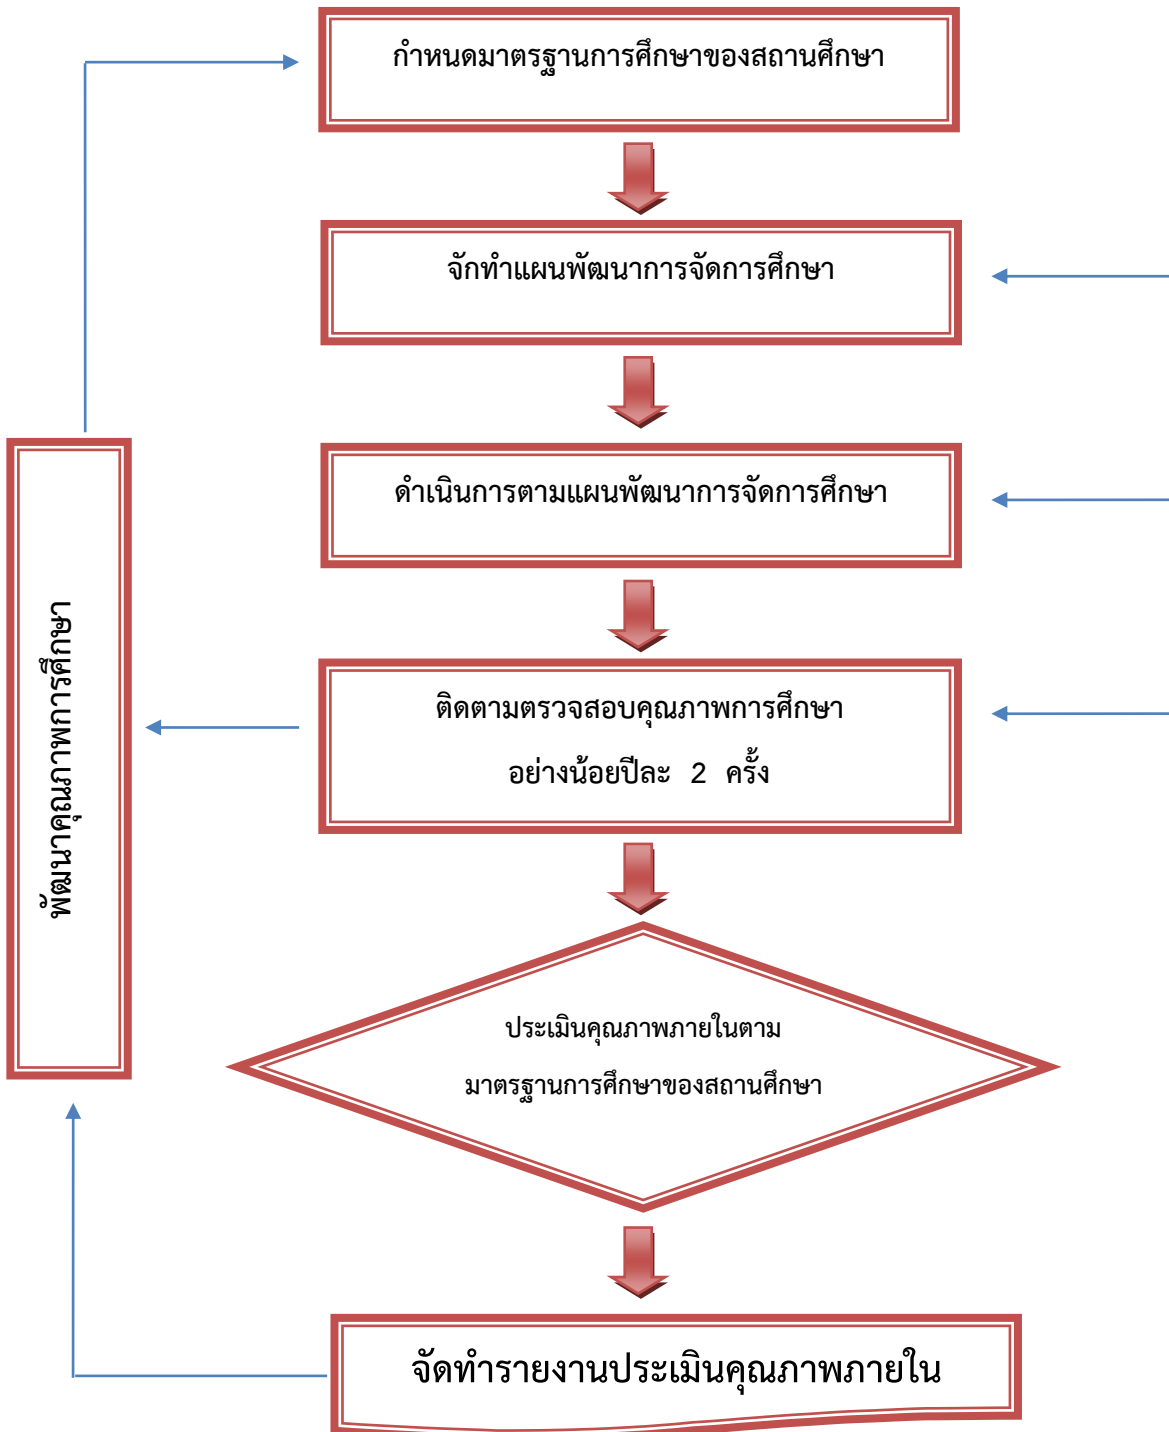 กำหนดมาตรฐานการศึกษาของสถานศึกษา
จักทำแผนพัฒนาการจัดการศึกษา
ดำเนินการตามแผนพัฒนาการจัดการศึกษา
พัฒนาคุณภาพการศึกษา
ติดตามตรวจสอบคุณภาพการศึกษา
อย่างน้อยปีละ 2 ครั้ง
ประเมินคุณภาพภายในตาม
มาตรฐานการศึกษาของสถานศึกษา
จัดทำรายงานประเมินคุณภาพภายใน